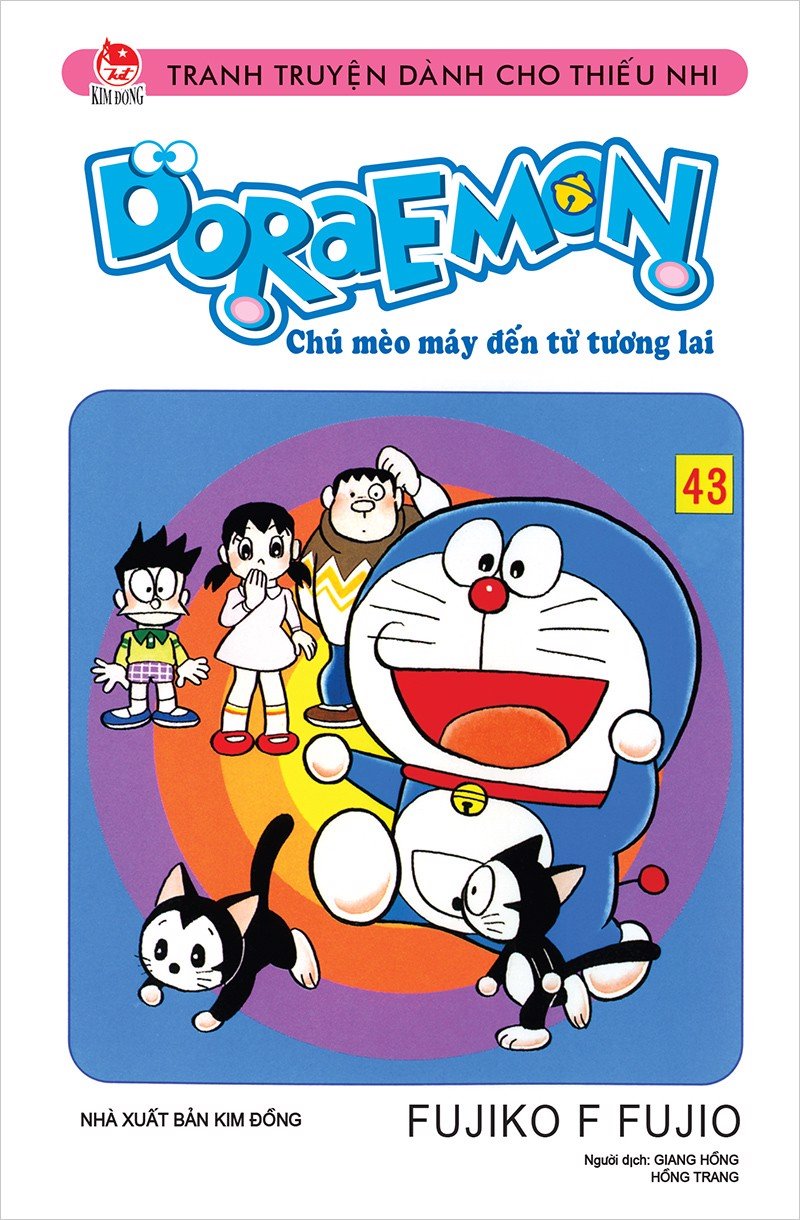 KIM ĐỒNG
TRANH TRUYỆN DÀNH CHO THIẾU NHI
DORAEMON
Chú mèo máy đến từ tương lai
43
NHÀ XUẤT BẢN KIM ĐỒNG
FUJIKO F FUJIO
Người dịch: GIANG HỒNG
HỒNG TRANG